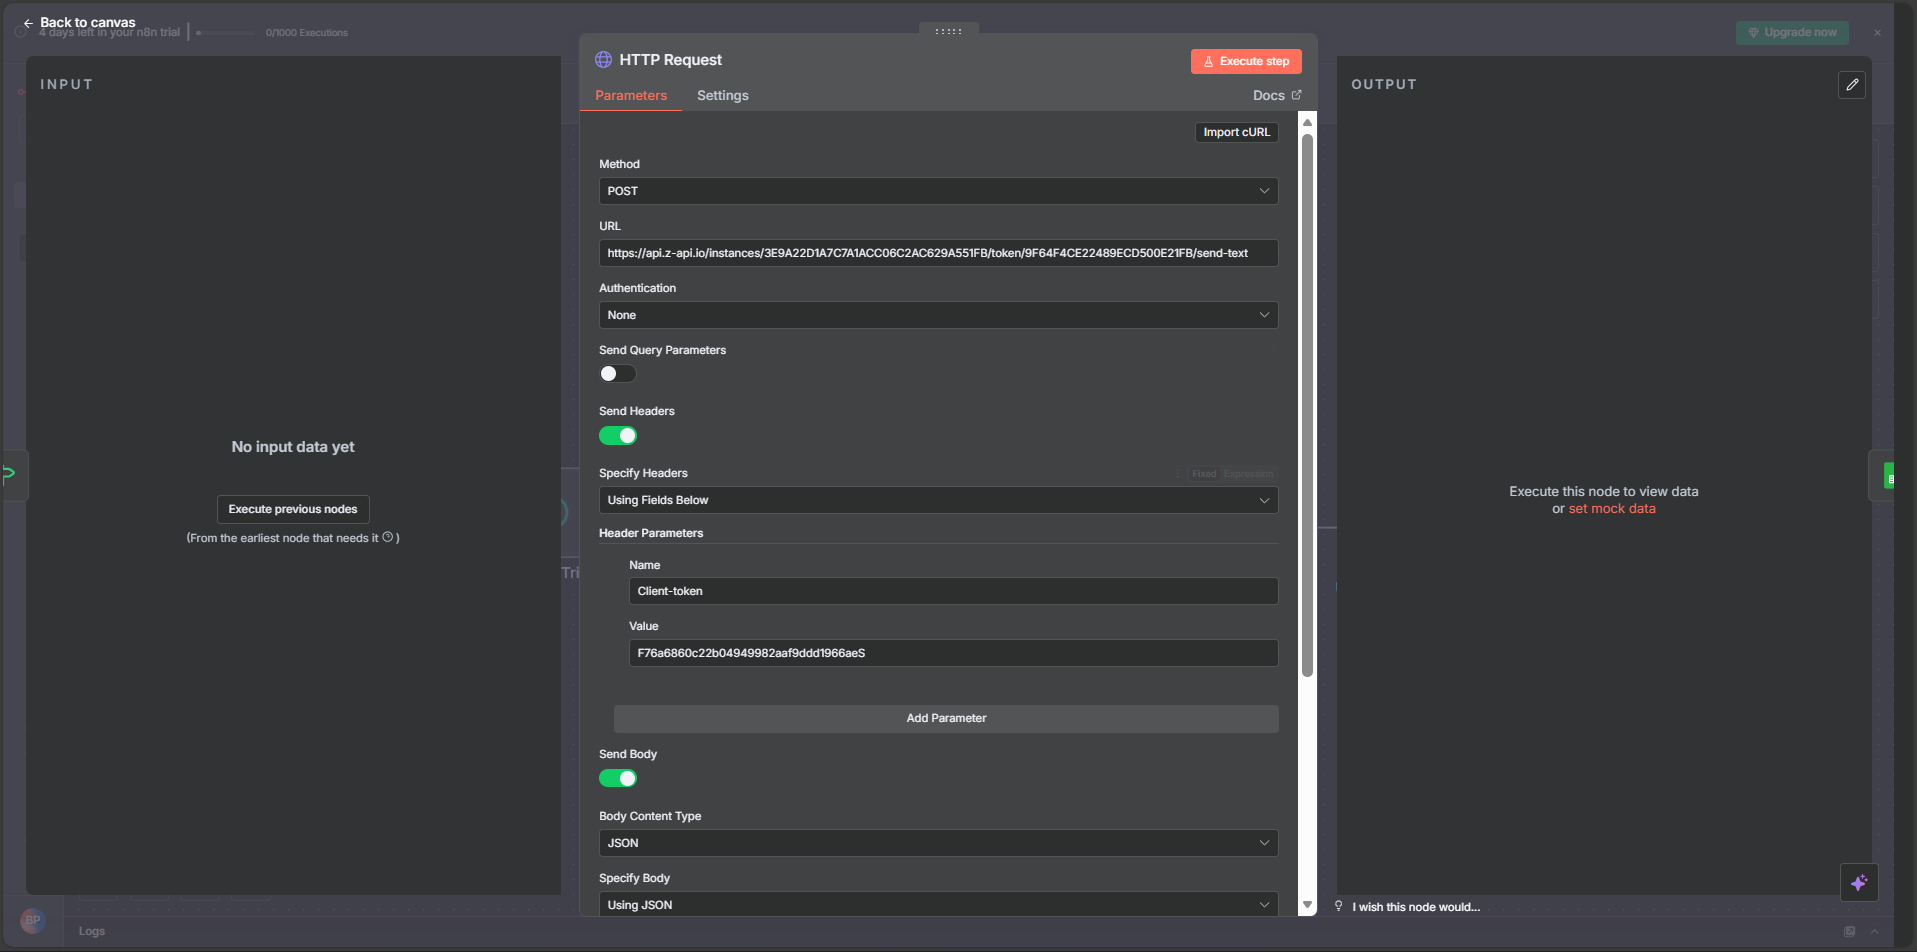 Back to canvas
4 days left in your n8n trial
0/1000 Executions
Upgrade now
INPUT
No input data yet
Execute previous nodes
(From the earliest node that needs it ?)
HTTP Request
Execute step
Parameters
Settings
Docs
Import cURL
Method
POST
URL
https://api.z-api.io/instances/3E9A22D1A7C7A1ACC06C2AC629A551FB/token/9F64F4CE22489ECD500E21FB/send-text
Authentication
None
Send Query Parameters
Send Headers
Specify Headers
Fixed Expression
Using Fields Below
Header Parameters
Name
Client-token
Value
F76a6860c22b04949982aaf9ddd1966aeS
Add Parameter
Send Body
Body Content Type
JSON
Specify Body
Using JSON
Tri
OUTPUT
Execute this node to view data
or set mock data
I wish this node would...
BP
Logs